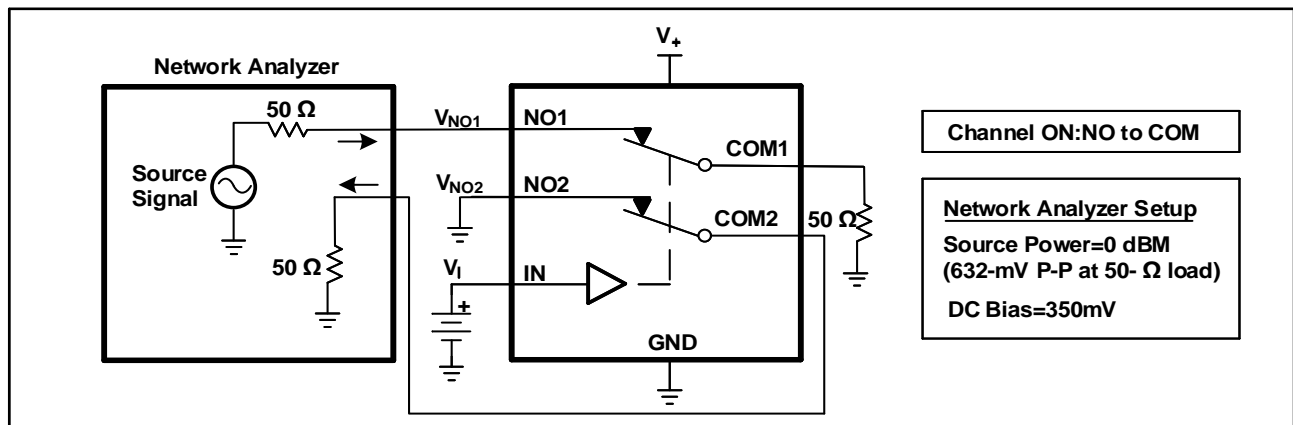 Network Analyzer
50 Ω
Source
Signal
50 Ω
V+
VNO1
NO1
COM1
VNO2
NO2
COM2
50 Ω
VI
IN
+
GND
Channel ON:NO to COM
Network Analyzer Setup
Source Power=0 dBM
(632-mV P-P at 50- Ω load)
DC Bias=350mV